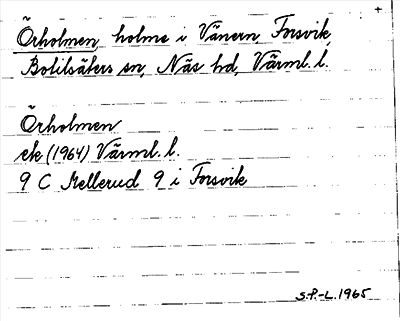 Örholmen, holme i Vänern, Forsvik,
Bolilsäters sn, Näs hd, Värml. l.
Örholmen
ek (1964) Värml. l.
9 C Mellerud 9 i Forsvik
S.P.-L. 1965